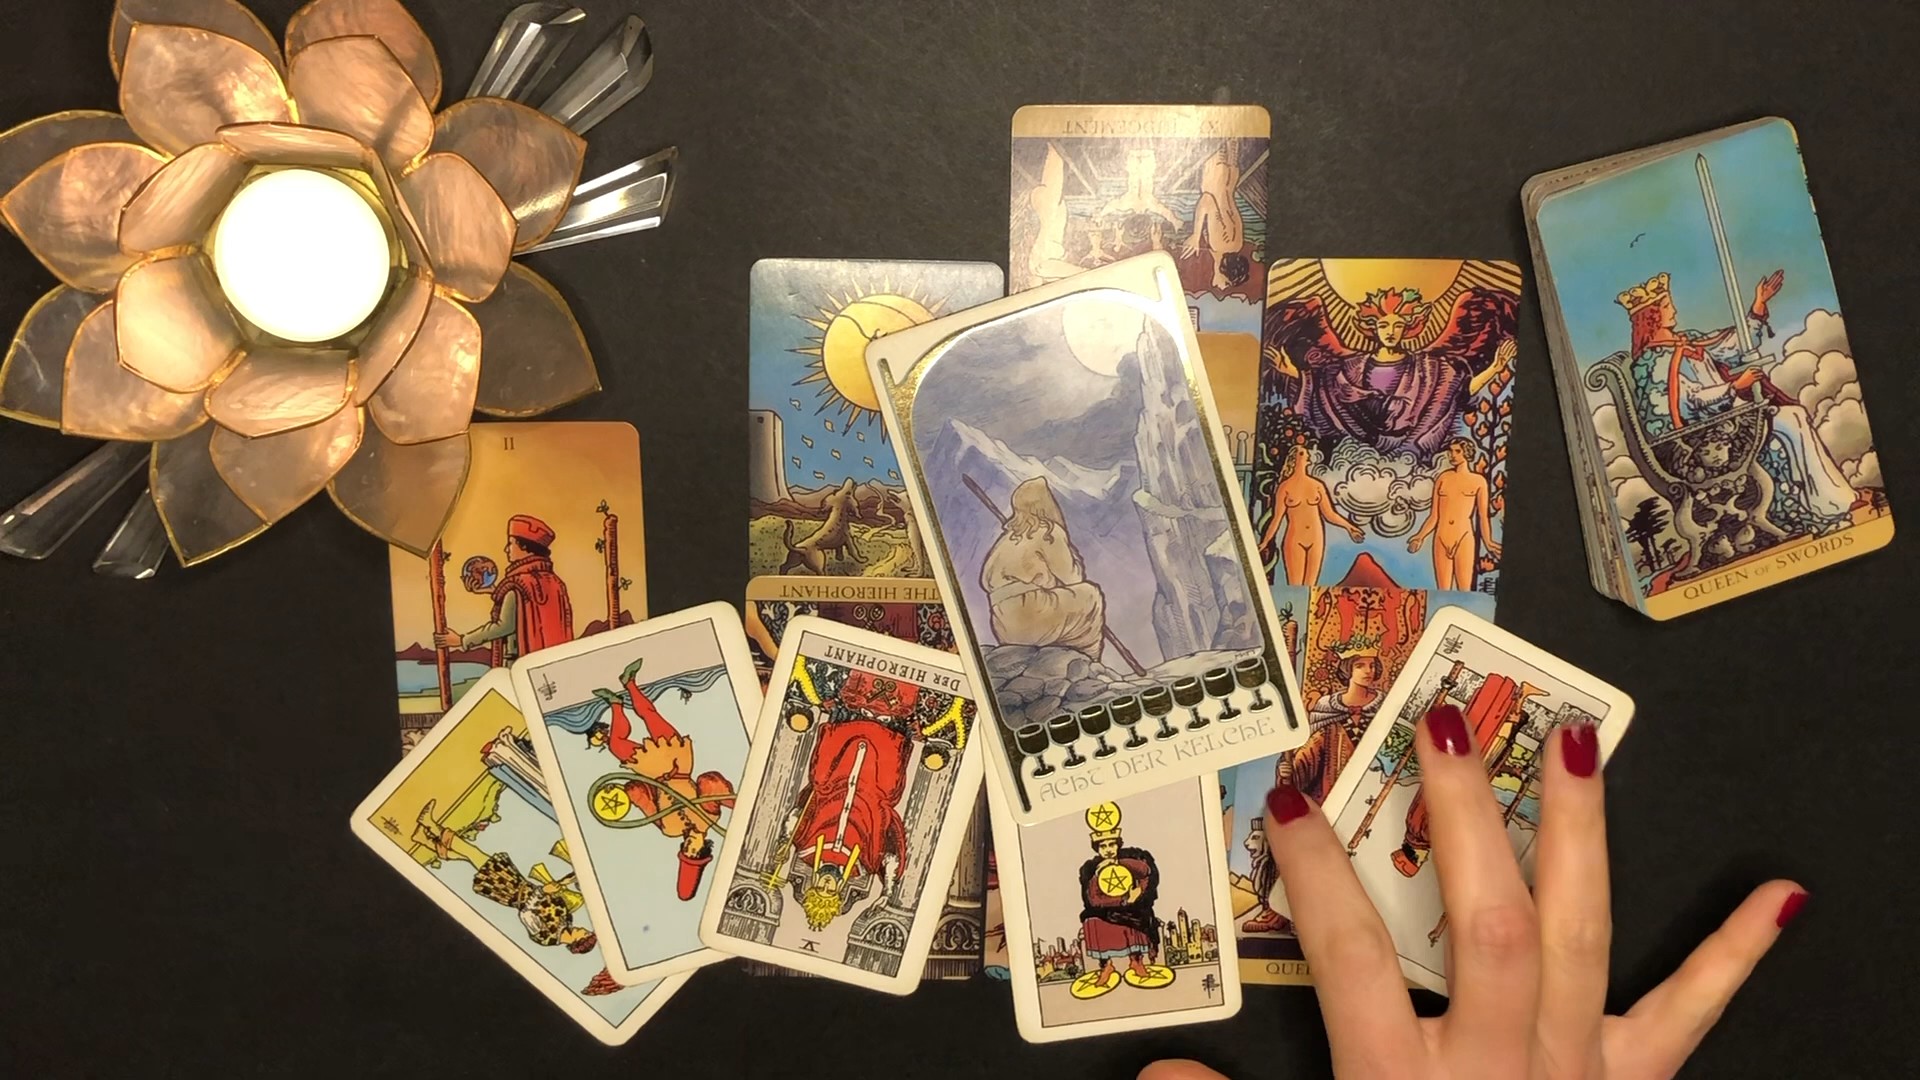 JUDGEMENT
II
THE HIEROPHANT
DER HIEROPHANT
V
ACHT DER KELCHE
QUEEN OF SWORDS